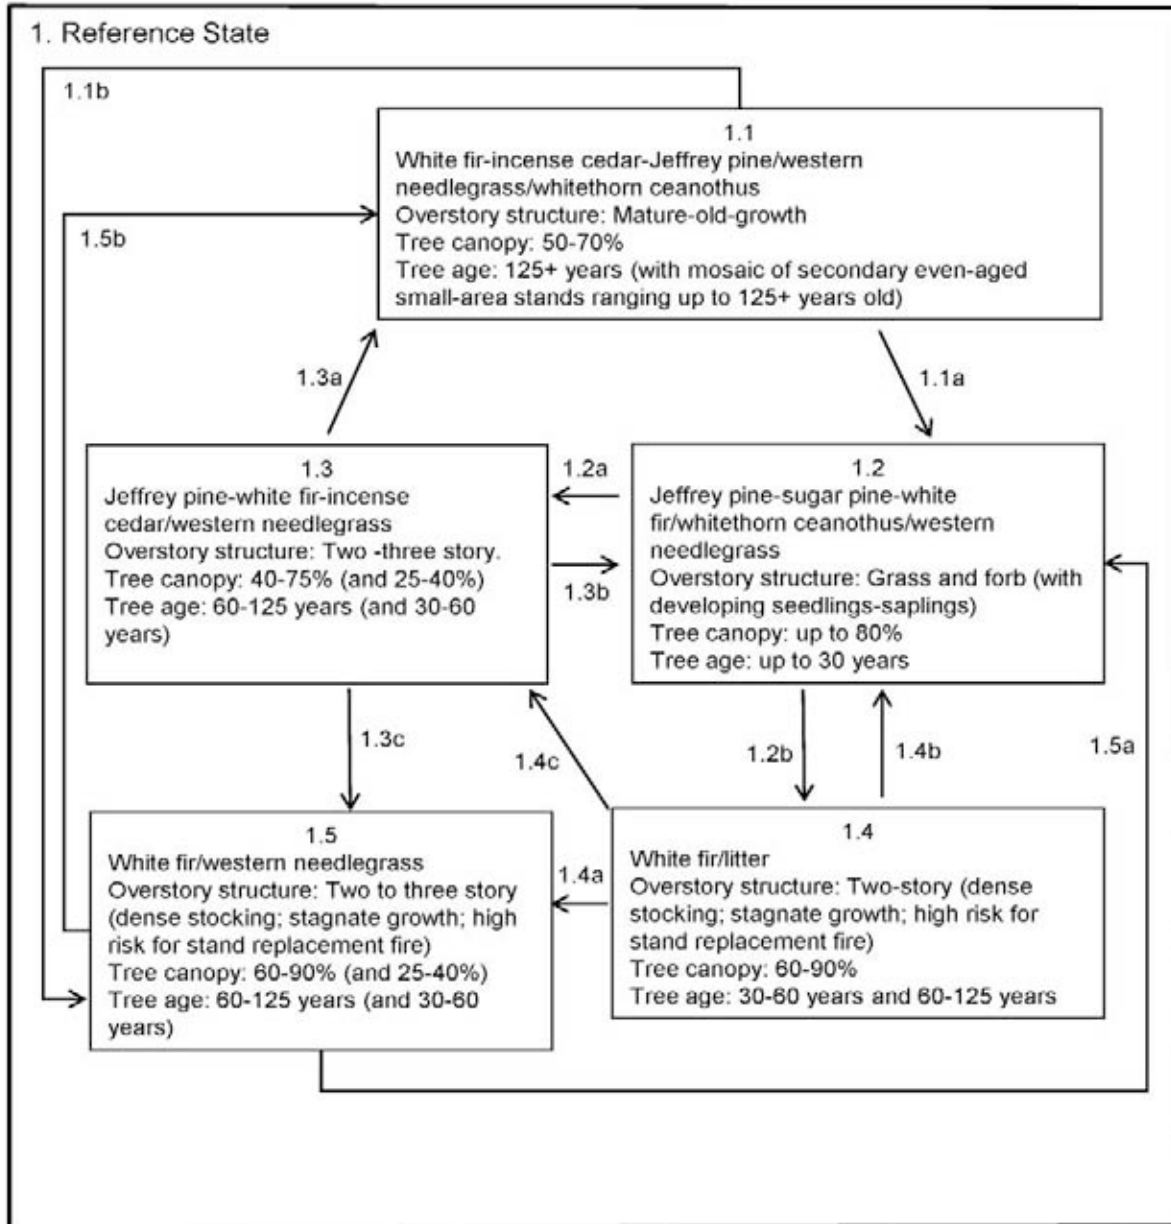 1. Reference State
1.1b
1.1
White fir-incense cedar-Jeffrey pine/western
needlegrass/whitethorn ceanothus
Overstory structure: Mature-old-growth
Tree canopy: 50-70%
Tree age: 125+ years (with mosaic of secondary even-aged
small-area stands ranging up to 125+ years old)
1.5b
1.3a
1.1a
1.3
Jeffrey pine-white fir-incense
cedar/western needlegrass
Overstory structure: Two -three story.
Tree canopy: 40-75% (and 25-40%)
Tree age: 60-125 years (and 30-60
years)
1.2a
1.3b
1.2
Jeffrey pine-sugar pine-white
fir/whitethorn ceanothus/western
needlegrass
Overstory structure: Grass and forb (with
developing seedlings-saplings)
Tree canopy: up to 80%
Tree age: up to 30 years
1.3c
1.4c
1.2b
1.4b
1.5a
1.5
White fir/western needlegrass
Overstory structure: Two to three story
(dense stocking; stagnate growth; high
risk for stand replacement fire)
Tree canopy: 60-90% (and 25-40%)
Tree age: 60-125 years (and 30-60
years)
1.4a
1.4
White fir/litter
Overstory structure: Two-story (dense
stocking; stagnate growth; high risk for
stand replacement fire)
Tree canopy: 60-90%
Tree age: 30-60 years and 60-125 years